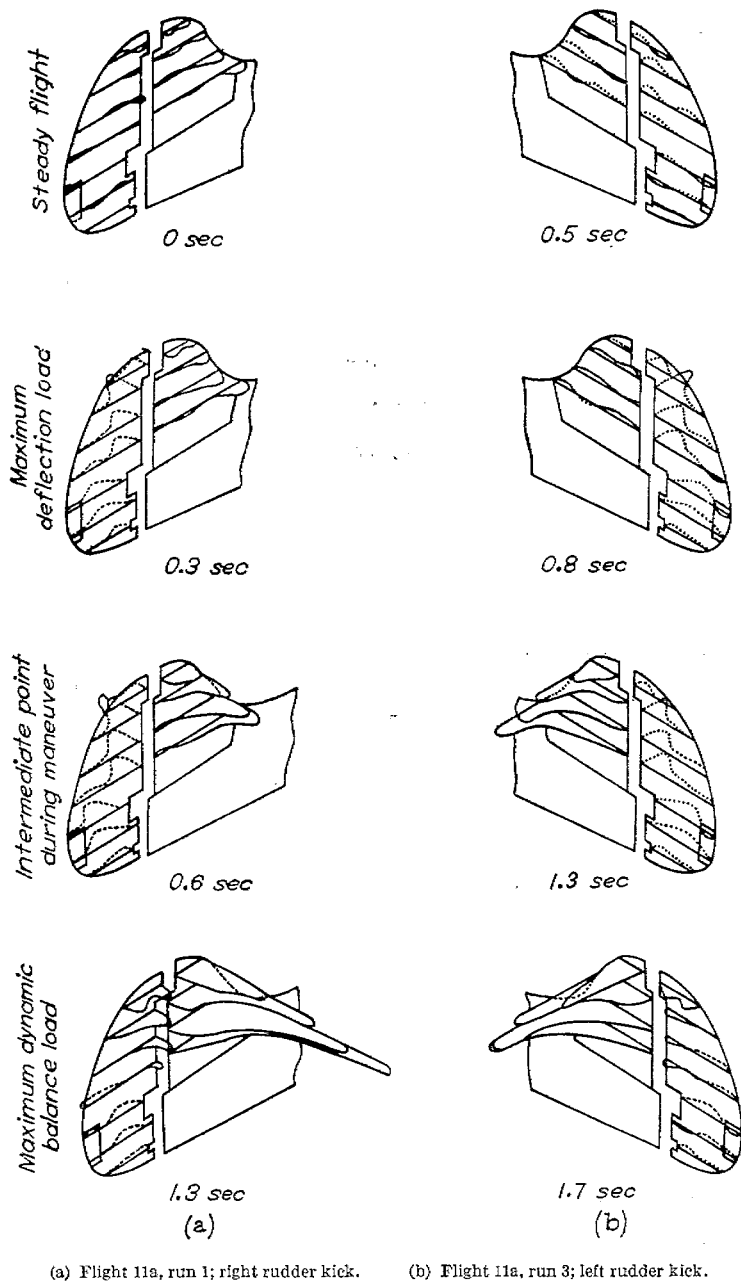 Steady flight
0 sec
0.5 sec
Maximum
deflection load
0.3 sec
0.8 sec
Intermediate point
during maneuver
0.6 sec
1.3 sec
Maximum dynamic
balance load
1.3 sec
1.7 sec
(a)
(b)
(a) Flight 11a, run 1; right rudder kick.
(b) Flight 11a, run 3; left rudder kick.